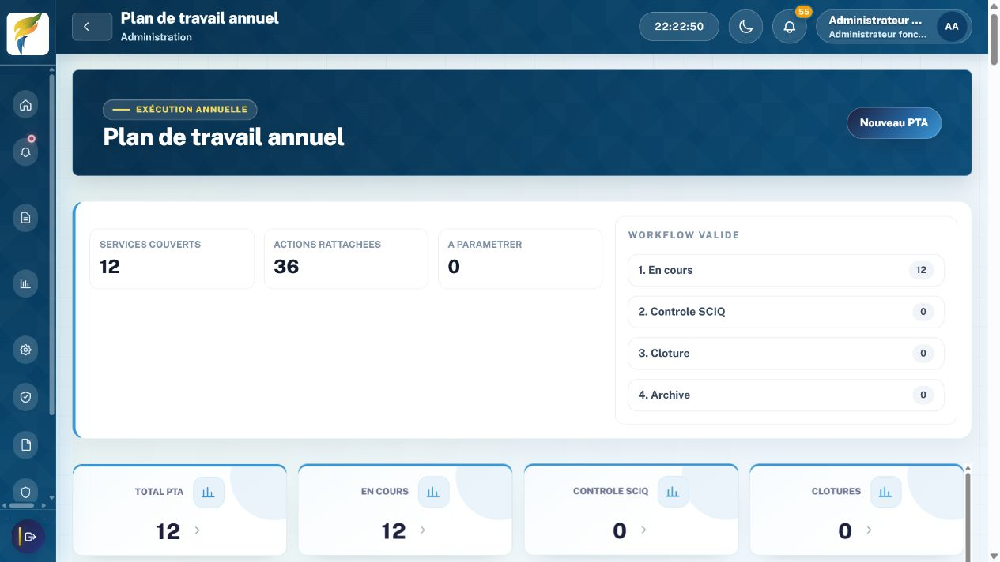 Plan de travail annuel
Administration
22:22:50
55
Administrateur ...
Administrateur fonc...
AA
EXÉCUTION ANNUELLE
Plan de travail annuel
Nouveau PTA
SERVICES COUVERTS
12
ACTIONS RATTACHEES
36
A PARAMETRER
0
WORKFLOW VALIDE
1. En cours
12
2. Controle SCIQ
0
3. Cloture
0
4. Archive
0
TOTAL PTA
12
EN COURS
12
CONTROLE SCIQ
0
CLOTURES
0